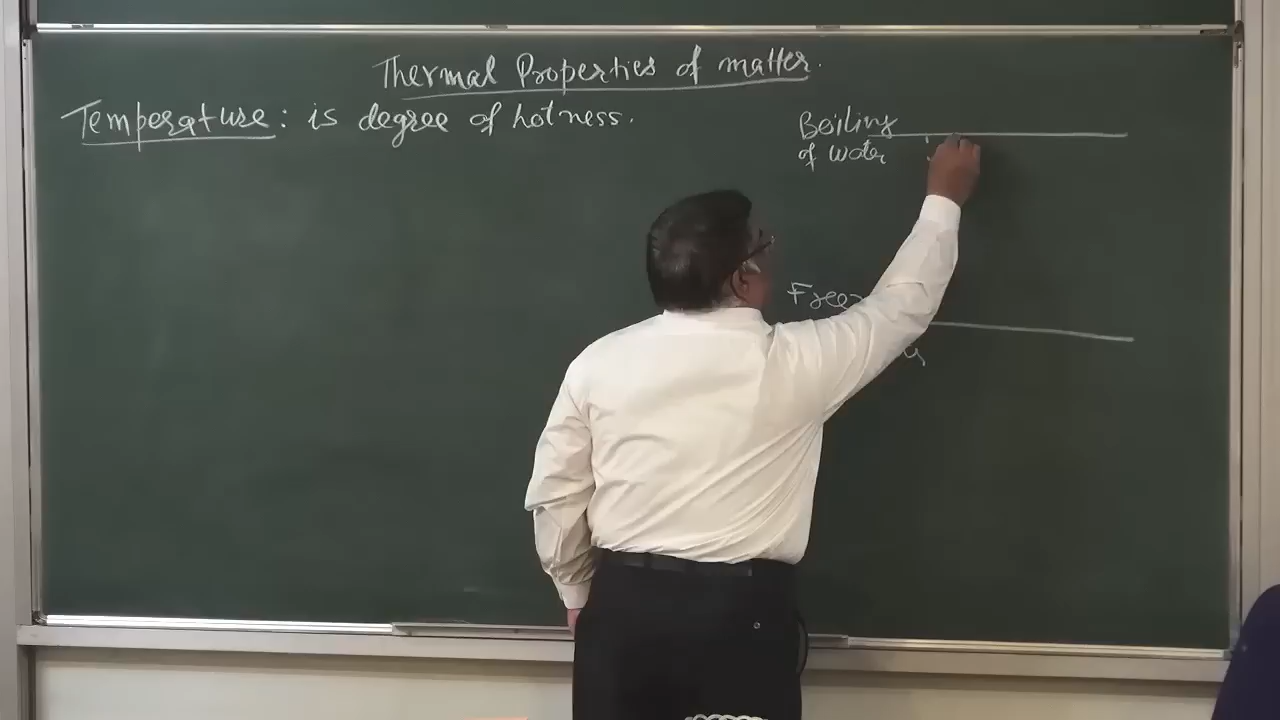 Thermal Properties of matter.
Temperature: is degree of hotness.
Boiling
of water